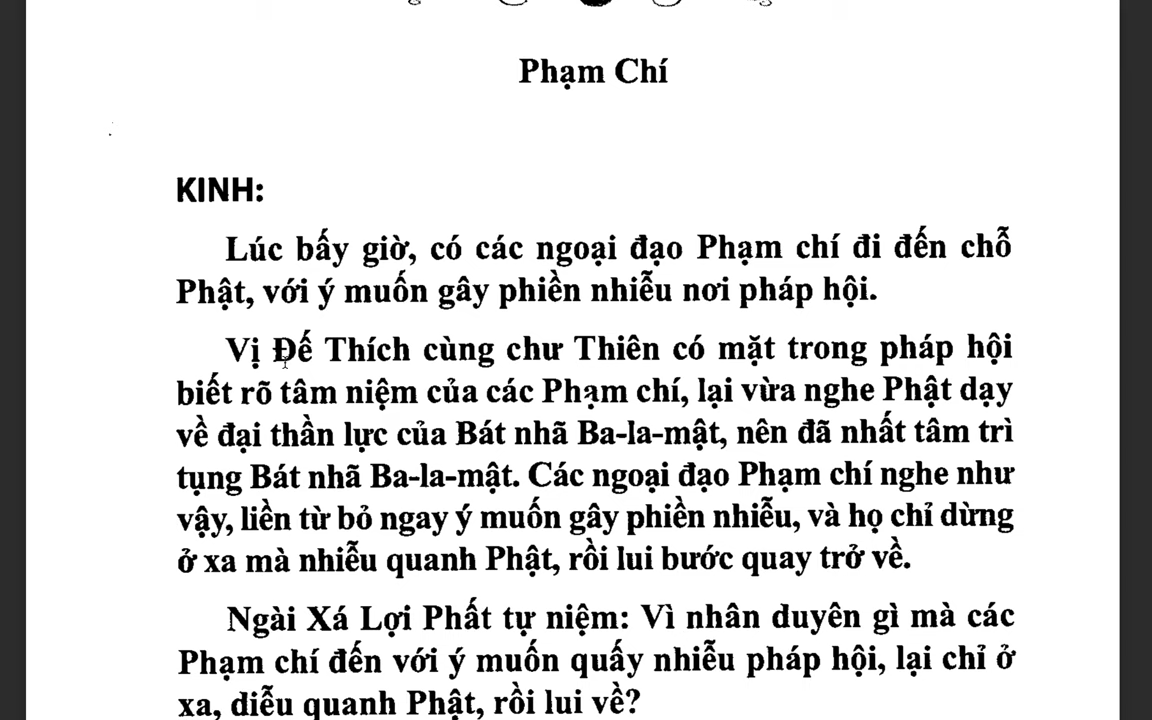 Phạm Chí
KINH:
Lúc bấy giờ, có các ngoại đạo Phạm chí đi đến chỗ
Phật, với ý muốn gây phiền nhiễu nơi pháp hội.
Vị Đế Thích cùng chư Thiên có mặt trong pháp hội
biết rõ tâm niệm của các Phạm chí, lại vừa nghe Phật dạy
về đại thần lực của Bát nhã Ba-la-mật, nên đã nhất tâm trì
tụng Bát nhã Ba-la-mật. Các ngoại đạo Phạm chí nghe như
vậy, liền từ bỏ ngay ý muốn gây phiền nhiễu, và họ chỉ dừng
ở xa mà nhiễu quanh Phật, rồi lui bước quay trở về.
Ngài Xá Lợi Phất tự niệm: Vì nhân duyên gì mà các
Phạm chí đến với ý muốn quấy nhiễu pháp hội, lại chỉ ở
xa, diễu quanh Phật, rồi lui về?